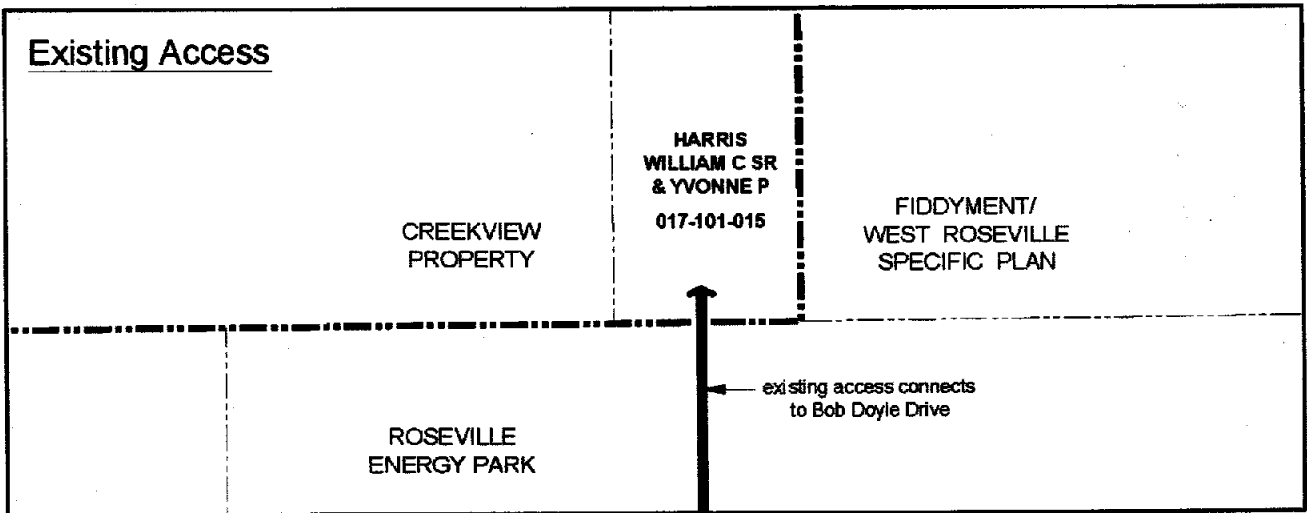 Existing Access
HARRIS
WILLIAM C SR
& YVONNE P
017-101-015
CREEKVIEW
PROPERTY
FIDDYMENT/
WEST ROSEVILLE
SPECIFIC PLAN
existing access connects
to Bob Doyle Drive
ROSEVILLE
ENERGY PARK